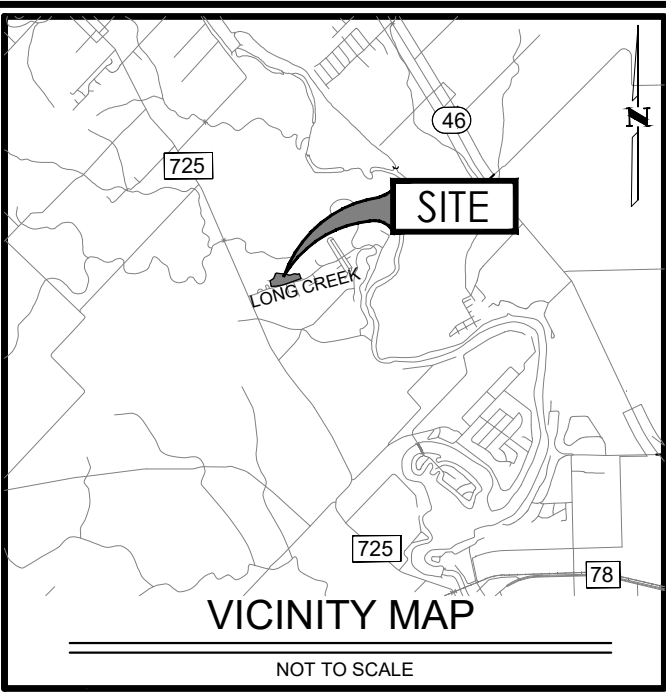 46
N
725
SITE
LONG CREEK
725
78
VICINITY MAP
NOT TO SCALE